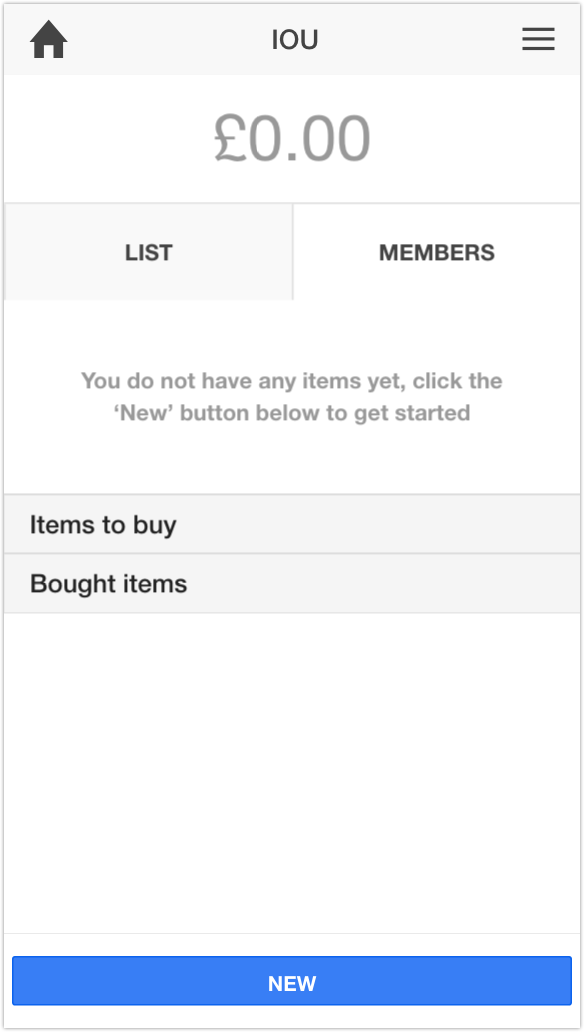 IOU
£0.00
LIST
MEMBERS
You do not have any items yet, click the
‘New’ button below to get started
Items to buy
Bought items
NEW